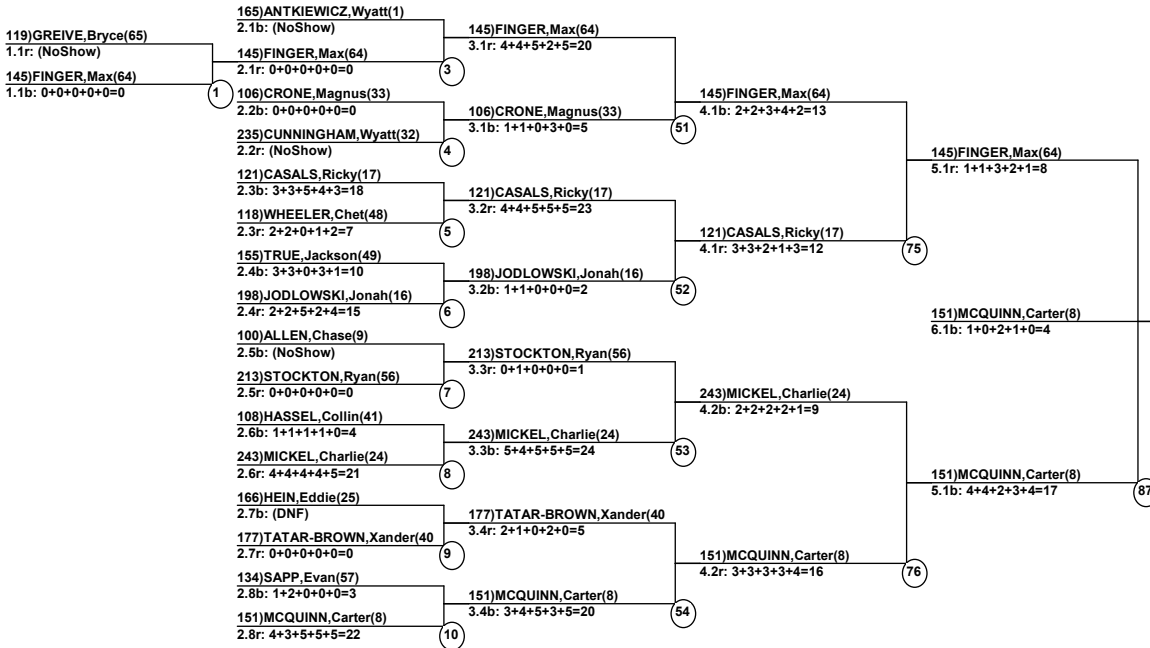 119)GREIVE,Bryce(65)
1.1r: (NoShow)
145)FINGER,Max(64)
1.1b: 0+0+0+0+0=0
1
165)ANTKIEWICZ,Wyatt(1)
2.1b: (NoShow)
145)FINGER,Max(64)
2.1r: 0+0+0+0+0=0
3
106)CRONE,Magnus(33)
2.2b: 0+0+0+0+0=0
235)CUNNINGHAM,Wyatt(32)
2.2r: (NoShow)
4
121)CASALS,Ricky(17)
2.3b: 3+3+5+4+3=18
118)WHEELER,Chet(48)
2.3r: 2+2+0+1+2=7
5
155)TRUE,Jackson(49)
2.4b: 3+3+0+3+1=10
198)JODLOWSKI,Jonah(16)
2.4r: 2+2+5+2+4=15
6
100)ALLEN,Chase(9)
2.5b: (NoShow)
213)STOCKTON,Ryan(56)
2.5r: 0+0+0+0+0=0
7
108)HASSEL,Collin(41)
2.6b: 1+1+1+1+0=4
243)MICKEL,Charlie(24)
2.6r: 4+4+4+4+5=21
8
166)HEIN,Eddie(25)
2.7b: (DNF)
177)TATAR-BROWN,Xander(40
2.7r: 0+0+0+0+0=0
9
134)SAPP,Evan(57)
2.8b: 1+2+0+0+0=3
151)MCQUINN,Carter(8)
2.8r: 4+3+5+5+5=22
10
145)FINGER,Max(64)
3.1r: 4+4+5+2+5=20
106)CRONE,Magnus(33)
3.1b: 1+1+0+3+0=5
51
121)CASALS,Ricky(17)
3.2r: 4+4+5+5+5=23
198)JODLOWSKI,Jonah(16)
3.2b: 1+1+0+0+0=2
52
213)STOCKTON,Ryan(56)
3.3r: 0+1+0+0+0=1
243)MICKEL,Charlie(24)
3.3b: 5+4+5+5+5=24
53
177)TATAR-BROWN,Xander(40
3.4r: 2+1+0+2+0=5
151)MCQUINN,Carter(8)
3.4b: 3+4+5+3+5=20
54
145)FINGER,Max(64)
4.1b: 2+2+3+4+2=13
121)CASALS,Ricky(17)
4.1r: 3+3+2+1+3=12
75
243)MICKEL,Charlie(24)
4.2b: 2+2+2+2+1=9
151)MCQUINN,Carter(8)
4.2r: 3+3+3+3+4=16
76
145)FINGER,Max(64)
5.1r: 1+1+3+2+1=8
151)MCQUINN,Carter(8)
5.1b: 4+4+2+3+4=17
87
151)MCQUINN,Carter(8)
6.1b: 1+0+2+1+0=4